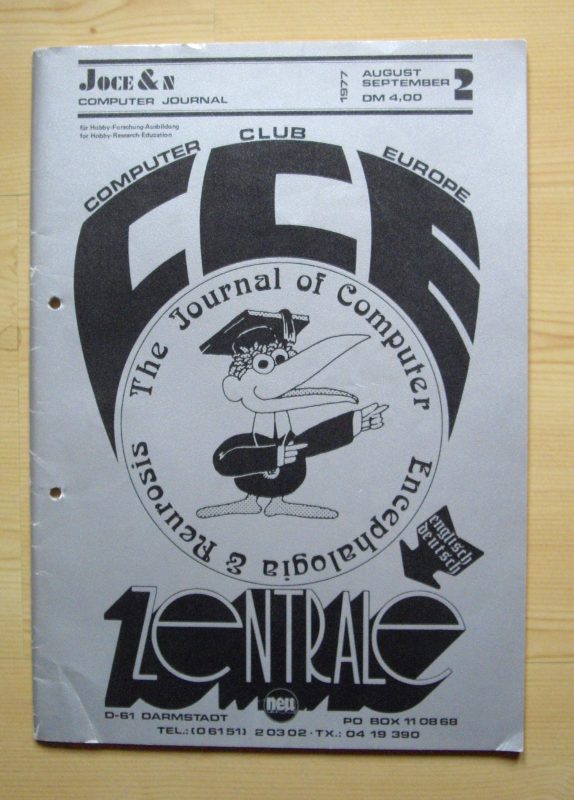 JOCE & N
COMPUTER JOURNAL
1977
AUGUST
SEPTEMBER
DM 4,00
2
für Hobby-Forschung-Ausbildung
for Hobby-Research-Education
COMPUTER CLUB EUROPE
CCE
The Journal of Computer
Encephalogia & Neurosis
englisch
deutsch
ZENTRALE
neu
D-61 DARMSTADT
PO BOX 11 08 68
TEL.: (0 61 51) 2 03 02 · TX.: 04 19 390